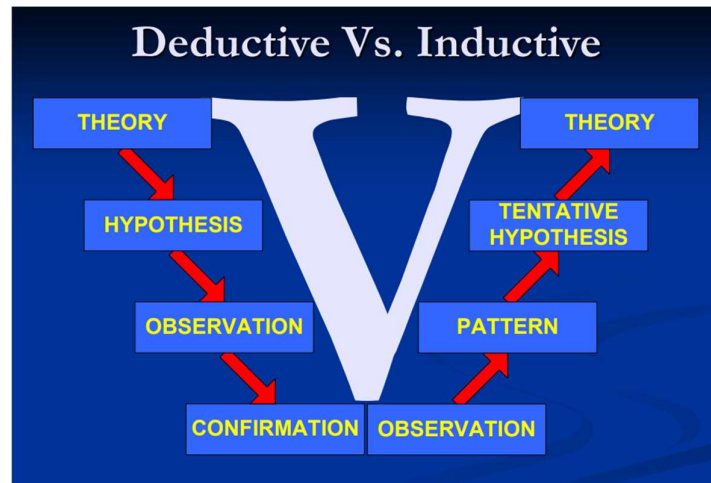 Deductive Vs. Inductive
V
THEORY
HYPOTHESIS
OBSERVATION
CONFIRMATION
THEORY
TENTATIVE
HYPOTHESIS
PATTERN
OBSERVATION